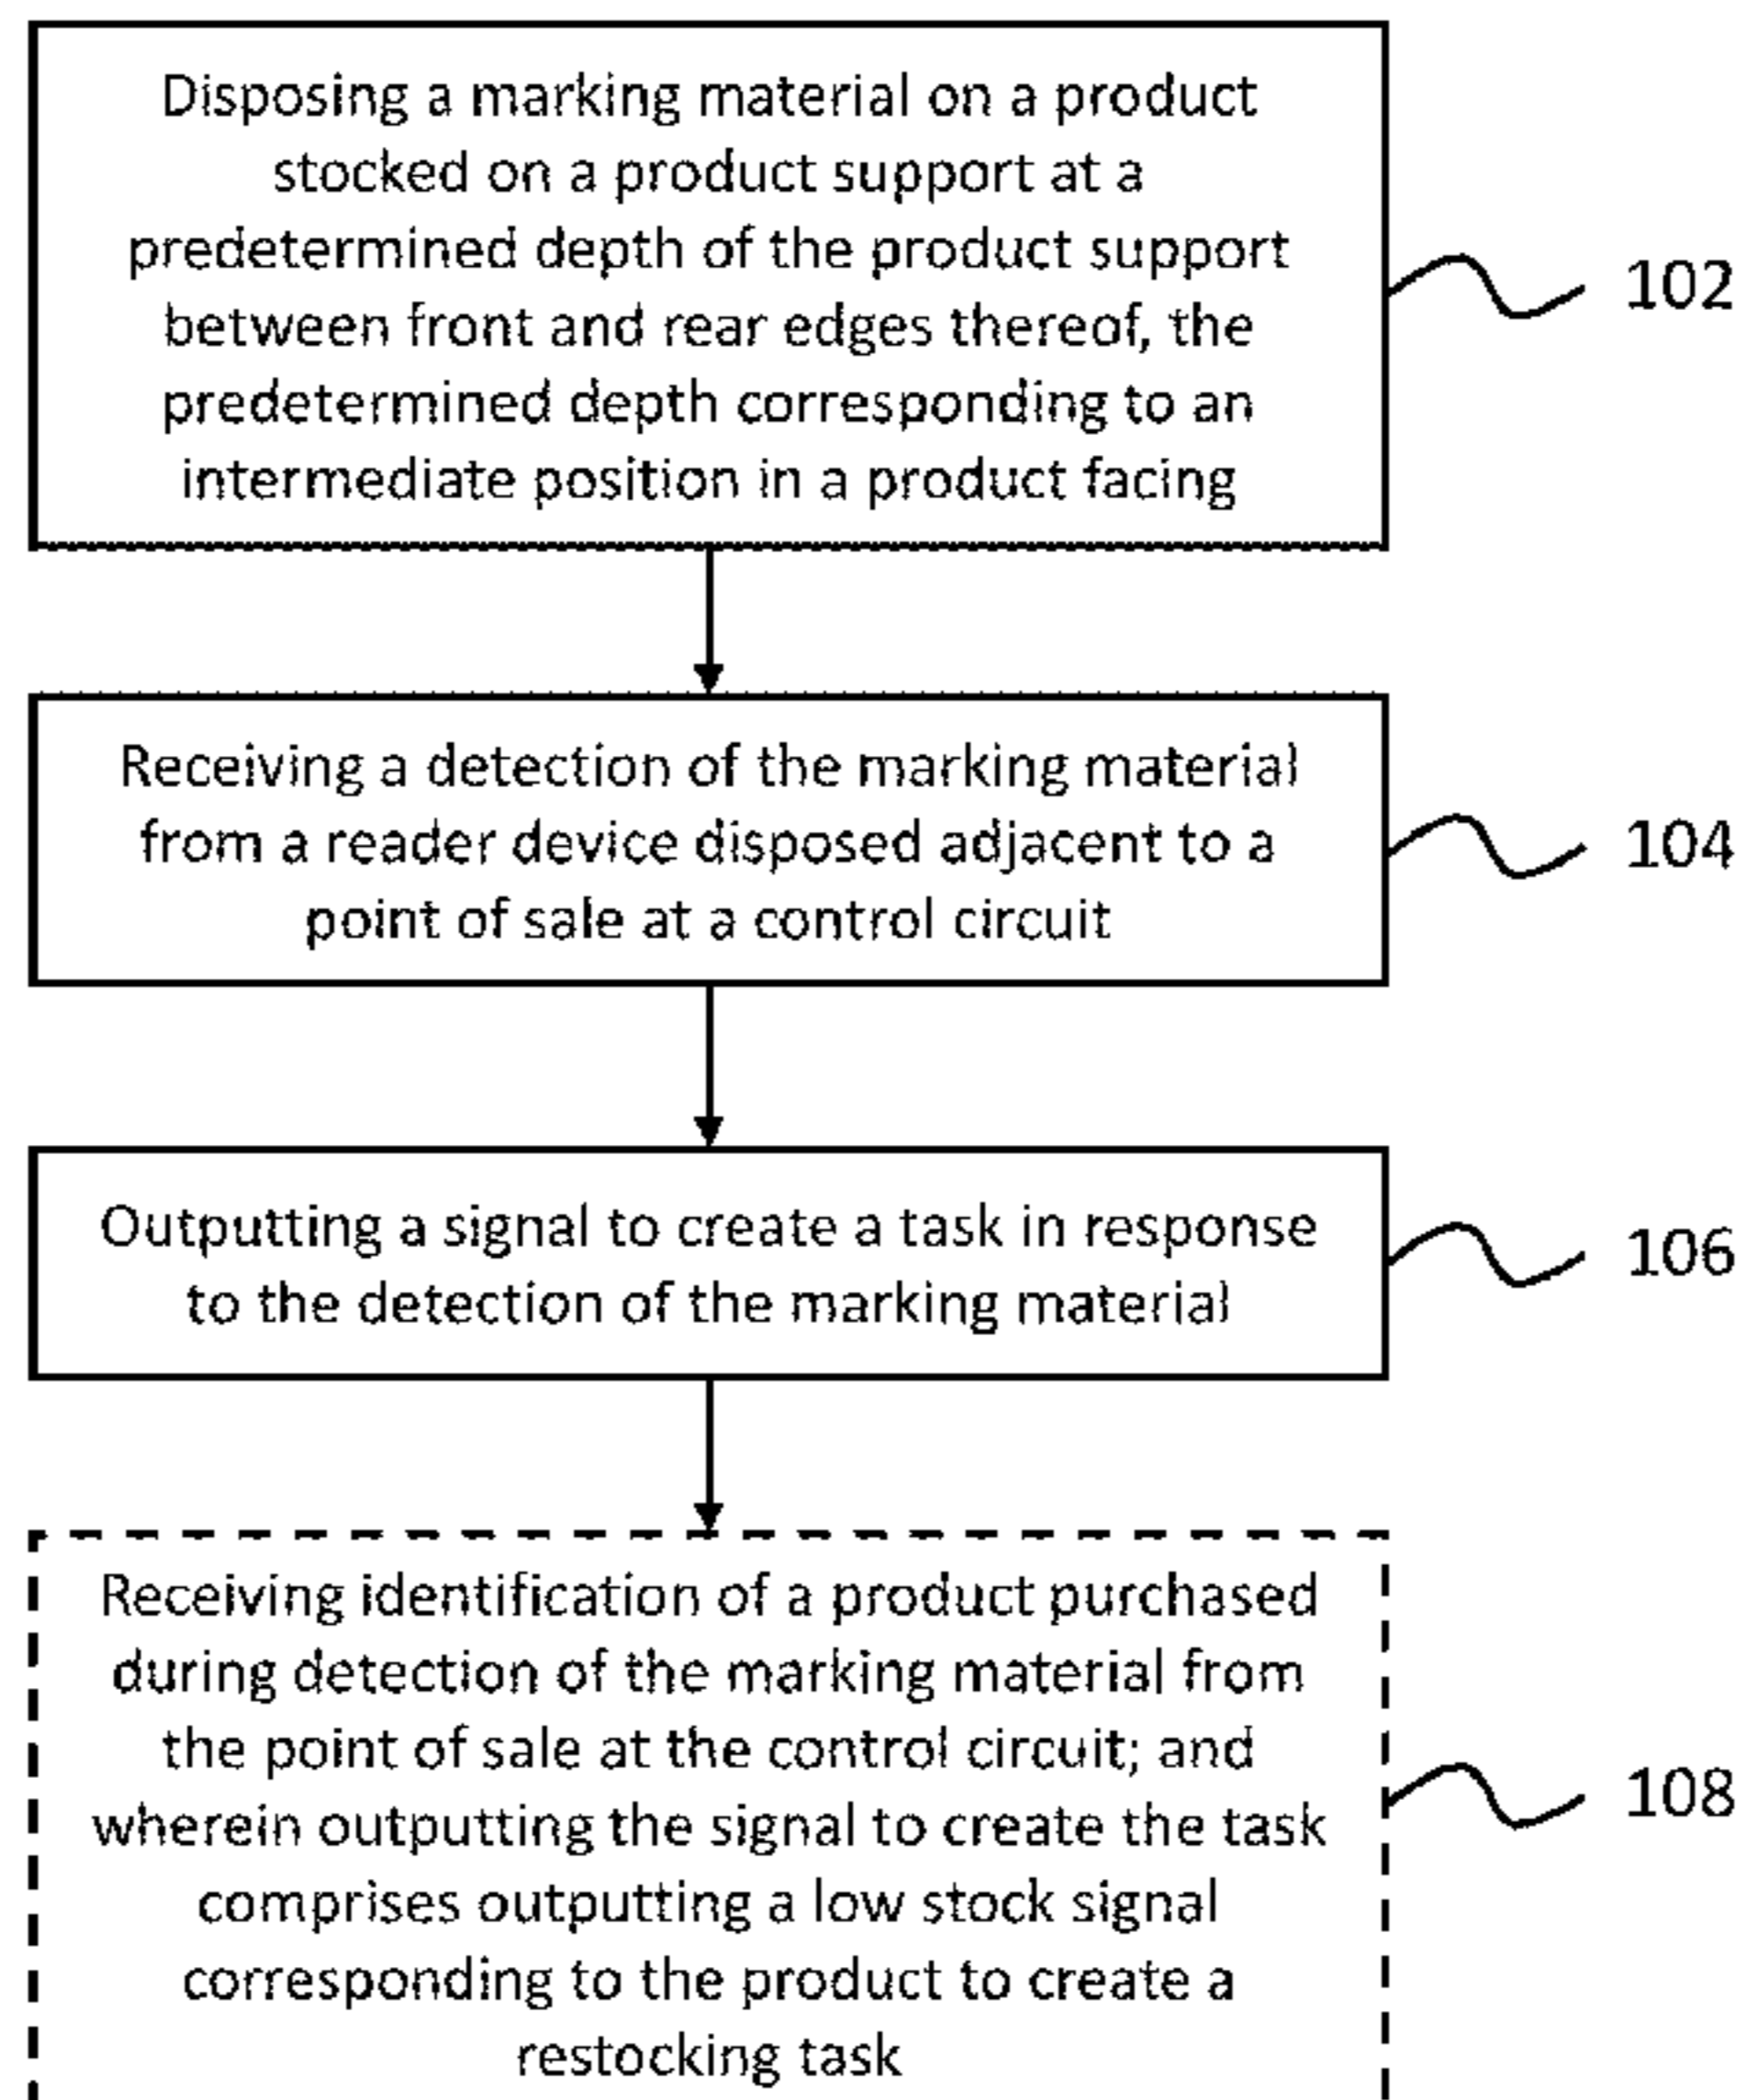 Disposing a marking material on a product
stocked on a product support at a
predetermined depth of the product support
between front and rear edges thereof, the
predetermined depth corresponding to an
intermediate position in a product facing
102
Receiving a detection of the marking material
from a reader device disposed adjacent to a
point of sale at a control circuit
104
Outputting a signal to create a task in response
to the detection of the marking material
106
Receiving identification of a product purchased
during detection of the marking material from
the point of sale at the control circuit; and
wherein outputting the signal to create the task
comprises outputting a low stock signal
corresponding to the product to create a
restocking task
108